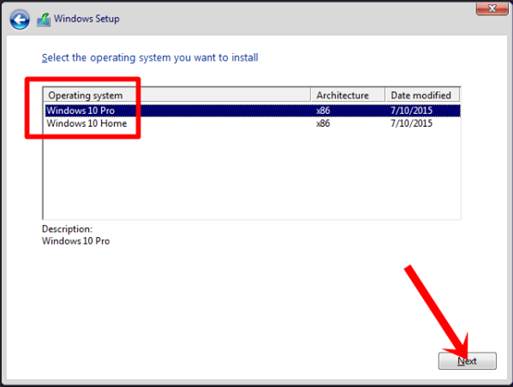 Windows Setup
Select the operating system you want to install
Operating system Architecture Date modified
Windows 10 Pro x86 7/10/2015
Windows 10 Home x86 7/10/2015
Description:
Windows 10 Pro
Next